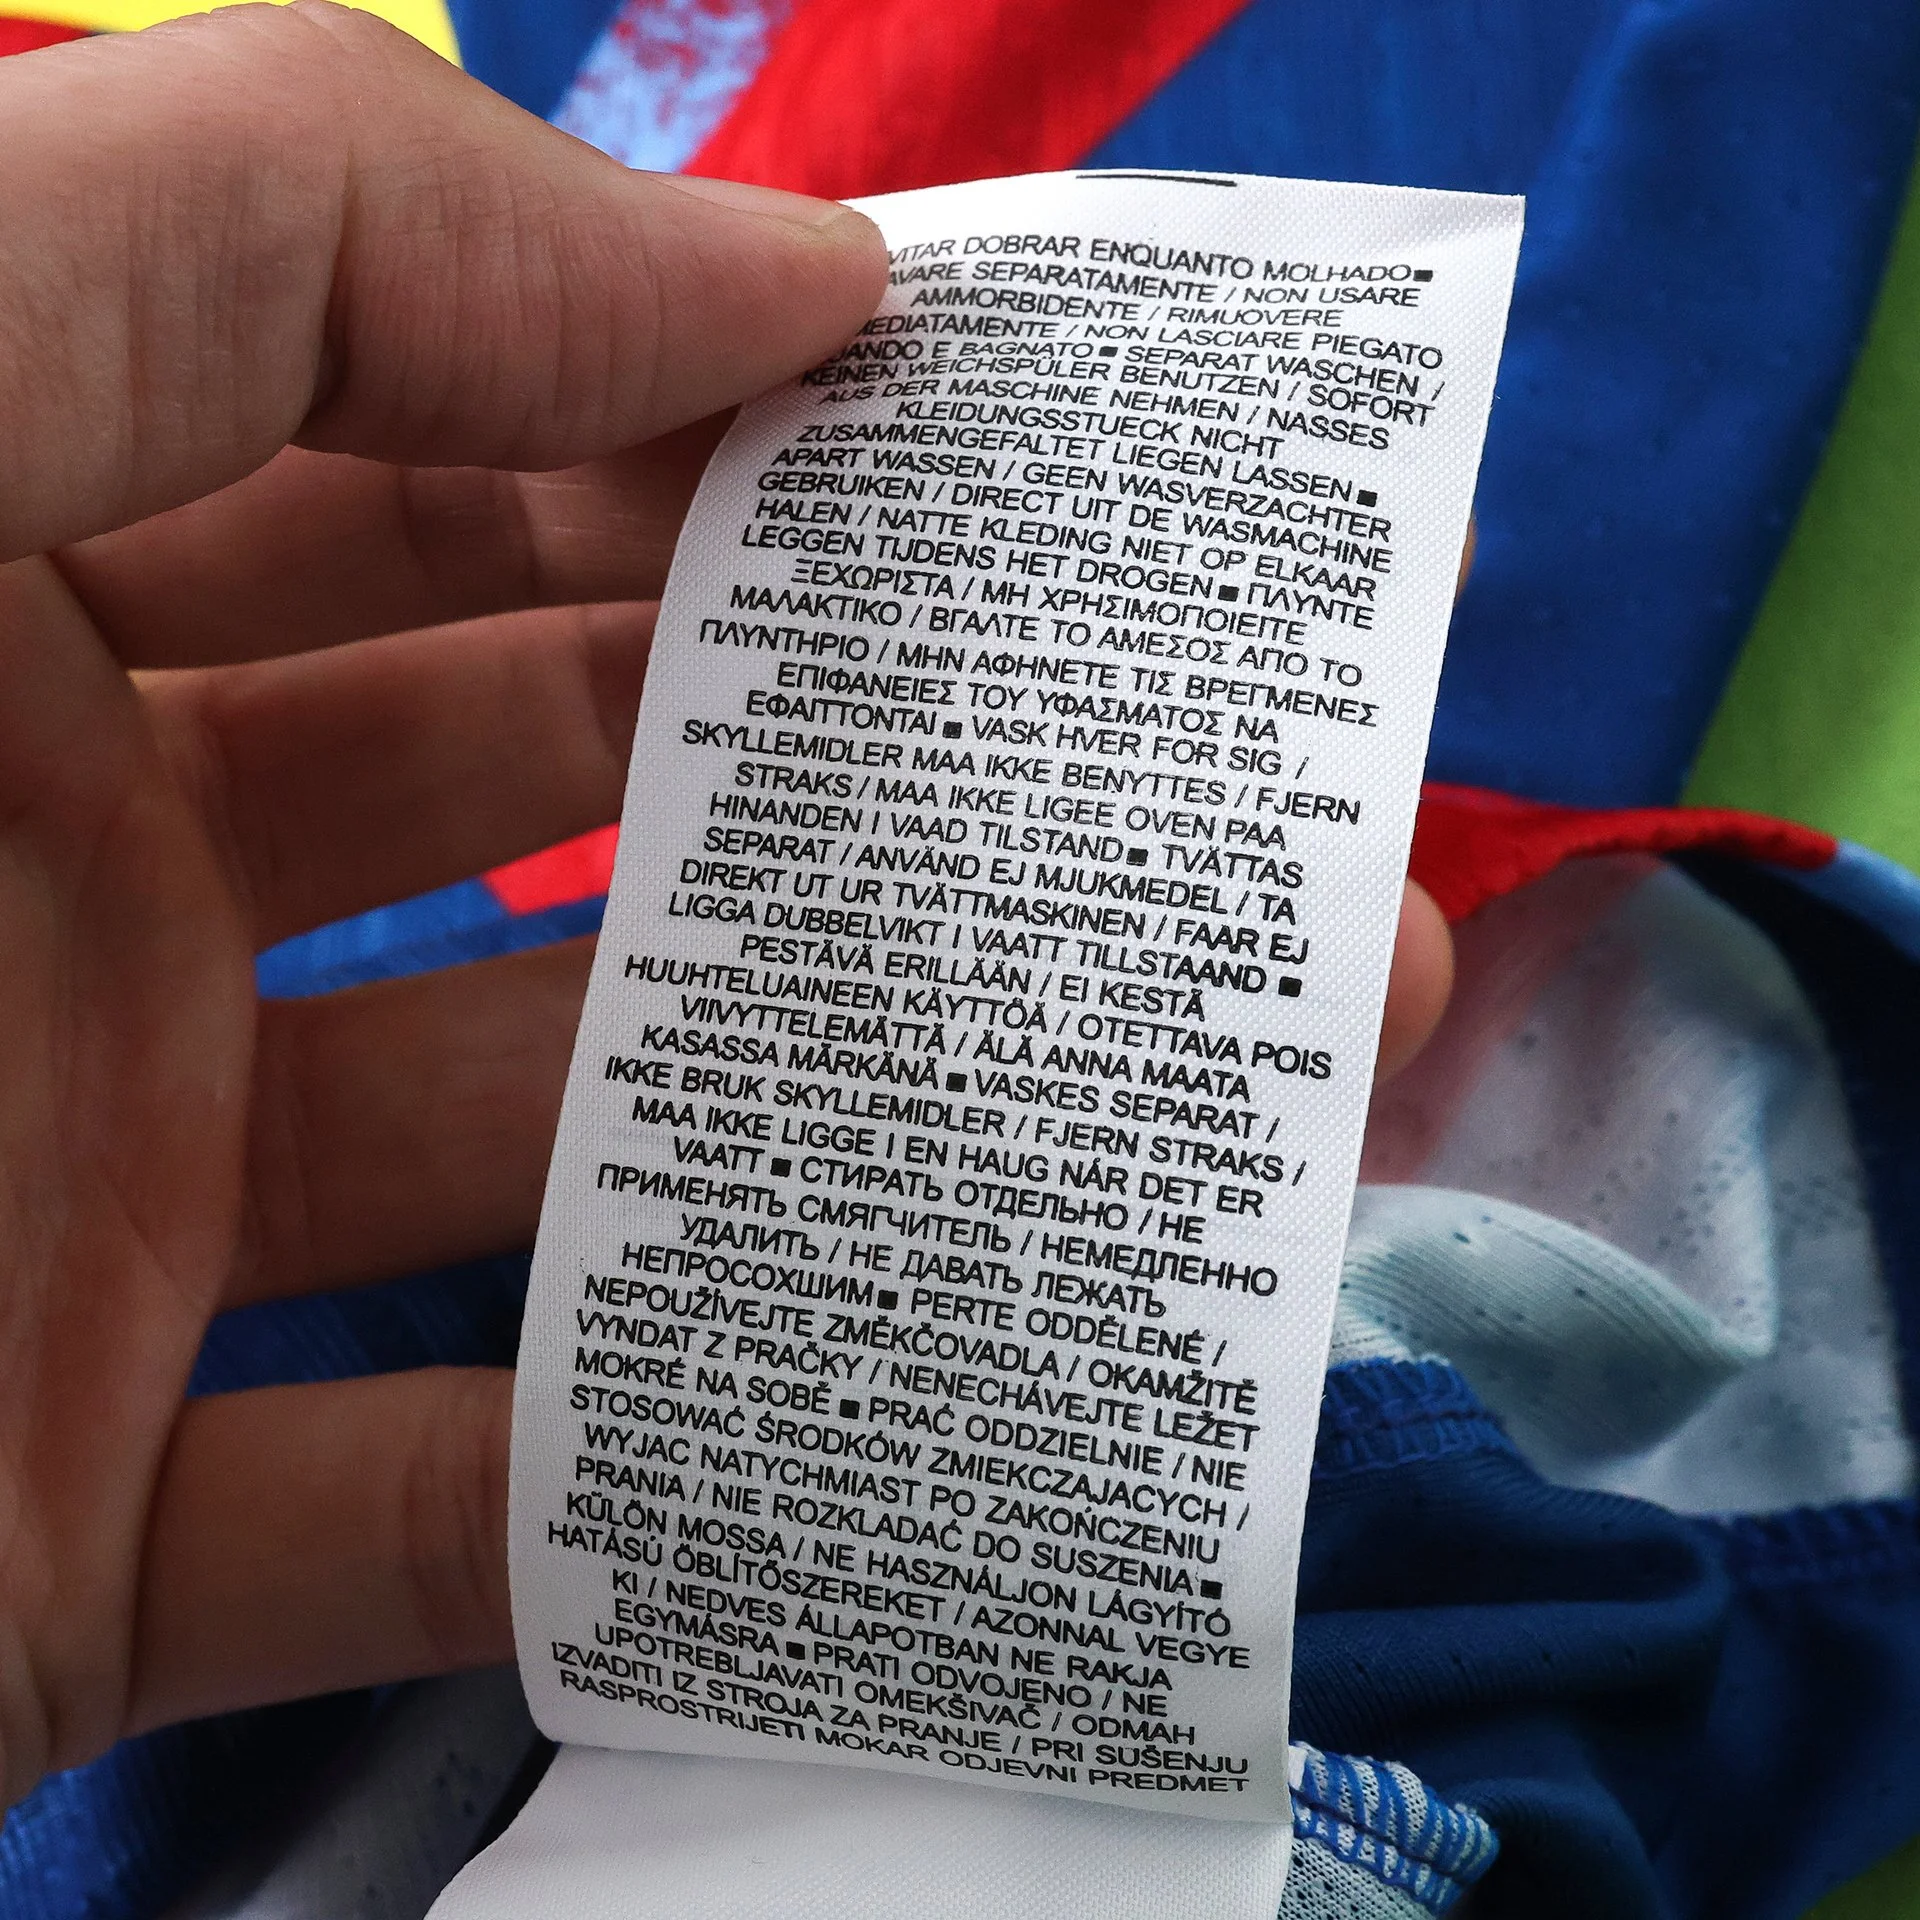 DOBRAR ENQUANTO MOLHADO■
SEPARATAMENTE / NON USARE
AMMORBIDENTE / RIMUOVERE
/ NON LASCIARE PIEGATO
E BAGNATO ■ SEPARAT WASCHEN /
KEINEN WEICHSPÜLER BENUTZEN / SOFORT
AUS DER MASCHINE NEHMEN / NASSES
KLEIDUNGSSTUECK NICHT
ZUSAMMENGEFALTET LIEGEN LASSEN■
APART WASSEN / GEEN WASVERZACHTER
GEBRUIKEN / DIRECT UIT DE WASMACHINE
HALEN / NATTE KLEDING NIET OP ELKAAR
LEGGEN TIJDENS HET DROGEN ■ ΠΛΥΝΤΕ
ΞΕΧΩΡΙΣΤΑ / ΜΗ ΧΡΗΣΙΜΟΠΟΙΕΙΤΕ
ΜΑΛΑΚΤΙΚΟ / ΒΓΑΛΤΕ ΤΟ ΑΜΕΣΟΣ ΑΠΟ ΤΟ
ΠΛΥΝΤΗΡΙΟ / ΜΗΝ ΑΦΗΝΕΤΕ ΤΙΣ ΒΡΕΓΜΕΝΕΣ
ΕΠΙΦΑΝΕΙΕΣ ΤΟΥ ΥΦΑΣΜΑΤΟΣ ΝΑ
ΕΦΑΠΤΟΝΤΑΙ ■ VASK HVER FOR SIG /
SKYLLEMIDLER MAA IKKE BENYTTES / FJERN
STRAKS / MAA IKKE LIGEE OVEN PAA
HINANDEN I VAAD TILSTAND■ TVÄTTAS
SEPARAT / ANVÄND EJ MJUKMEDEL / TA
DIREKT UT UR TVÄTTMASKINEN / FAAR EJ
LIGGA DUBBELVIKT I VAATT TILLSTAAND ■
PESTÄVÄ ERILLÄÄN / EI KESTÄ
HUUHTELUAINEEN KÄYTTÖÄ / OTETTAVA POIS
VIIVYTTELEMÄTTÄ / ÄLÄ ANNA MAATA
KASASSA MÄRKÄNÄ ■ VASKES SEPARAT /
IKKE BRUK SKYLLEMIDLER / FJERN STRAKS /
MAA IKKE LIGGE I EN HAUG NÁR DET ER
VAATT ■ СТИРАТЬ ОТДЕЛЬНО / НЕ
ПРИМЕНЯТЬ СМЯГЧИТЕЛЬ / НЕМЕДЛЕННО
УДАЛИТЬ / НЕ ДАВАТЬ ЛЕЖАТЬ
НЕПРОСОХШИМ■ PERTE ODDĚLENÉ /
NEPOUŽÍVEJTE ZMĚKČOVADLA / OKAMŽITĚ
VYNDAT Z PRAČKY / NENECHÁVEJTE LEŽET
MOKRÉ NA SOBĚ ■ PRAĆ ODDZIELNIE / NIE
STOSOWAĆ ŚRODKÓW ZMIEKCZAJACYCH /
WYJAC NATYCHMIAST PO ZAKOŃCZENIU
PRANIA / NIE ROZKLADAĆ DO SUSZENIA■
KÜLÖN MOSSA / NE HASZNÁLJON LÁGYÍTÓ
HATÁSÚ ÖBLÍTŐSZEREKET / AZONNAL VEGYE
KI / NEDVES ÁLLAPOTBAN NE RAKJA
EGYMÁSRA ■ PRATI ODVOJENO / NE
UPOTREBLJAVATI OMEKŠIVAČ / ODMAH
IZVADITI IZ STROJA ZA PRANJE / PRI SUŠENJU
RASPROSTRIJETI MOKAR ODJEVNI PREDMET